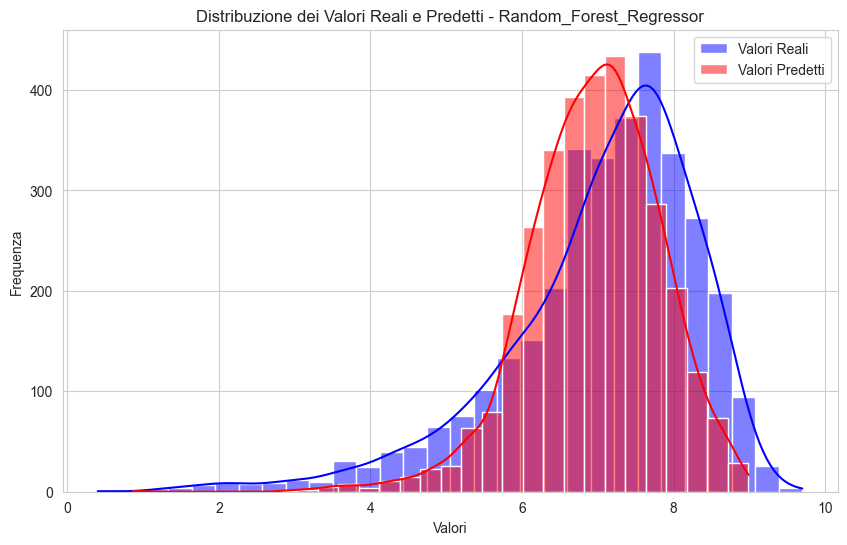 Distribuzione dei Valori Reali e Predetti - Random_Forest_Regressor
Valori Reali
Valori Predetti
Frequenza
400
300
200
100
0
0 2 4 6 8 10
Valori